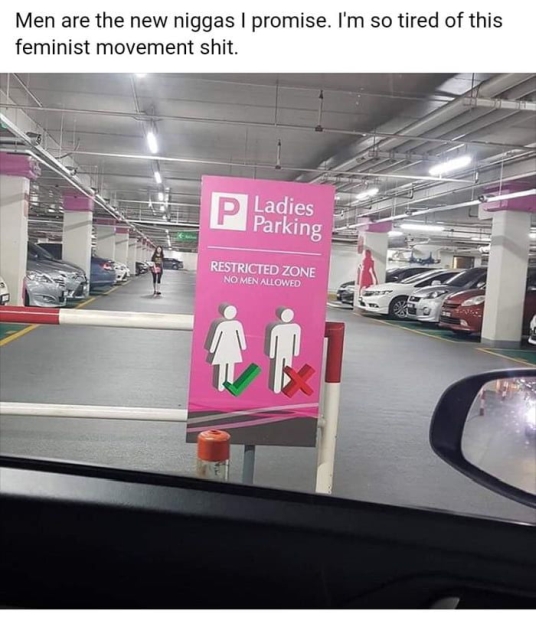 Men are the new niggas I promise. I'm so tired of this
feminist movement shit.
P Ladies
Parking
RESTRICTED ZONE
NO MEN ALLOWED